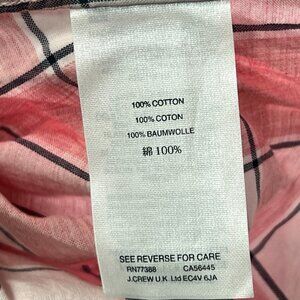 100% COTTON
100% COTON
100% BAUMWOLLE
綿 100%
SEE REVERSE FOR CARE
RN77388 CA56445
J.CREW U.K. Ltd EC4V 6JA